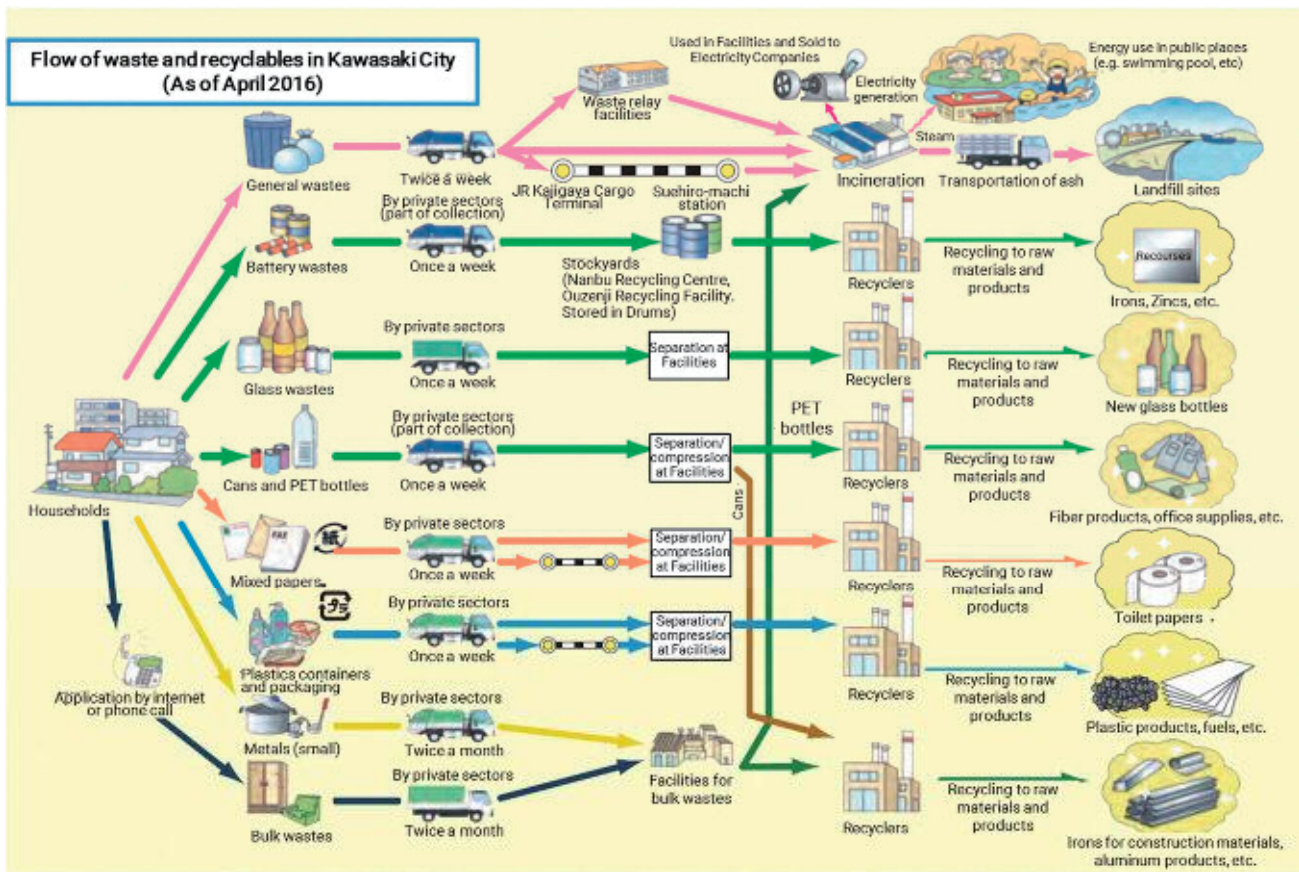 Flow of waste and recyclables in Kawasaki City
(As of April 2016)
Used in Facilities and Sold to
Electricity Companies
Electricity
generation
Energy use in public places
(e.g. swimming pool, etc)
Waste relay
facilities
General wastes
Twice a week
JR Kajigaya Cargo
Terminal
Suehiro-machi
station
Incineration
Steam
Transportation of ash
Landfill sites
By private sectors
(part of collection)
Battery wastes
Once a week
Stockyards
(Nanbu Recycling Centre,
Ouzenji Recycling Facility.
Stored in Drums)
Recyclers
Recycling to raw
materials and
products
Recourses
Irons, Zincs, etc.
By private sectors
Glass wastes
Once a week
Separation at
Facilities
Recyclers
Recycling to raw
materials and
products
New glass bottles
By private sectors
(part of collection)
Cans and PET bottles
Once a week
Separation/
compression
at Facilities
PET
bottles
Cans
Recyclers
Recycling to raw
materials and
products
Fiber products, office supplies, etc.
Households
By private sectors
紙
Mixed papers
Once a week
Separation/
compression
at Facilities
Recyclers
Recycling to raw
materials and
products
Toilet papers
By private sectors
プラ
Plastics containers
and packaging
Once a week
Separation/
compression
at Facilities
Recyclers
Recycling to raw
materials and
products
Plastic products, fuels, etc.
Application by internet
or phone call
By private sectors
Metals (small)
Twice a month
By private sectors
Bulk wastes
Twice a month
Facilities for
bulk wastes
Recyclers
Recycling to raw
materials and
products
Irons for construction materials,
aluminum products, etc.